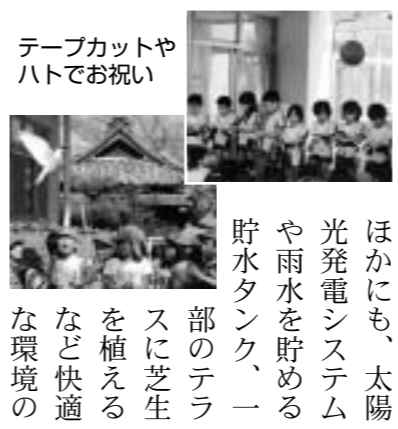 テープカットや
ハトでお祝い
ほかにも、太陽
光発電システム
や雨水を貯める
貯水タンク、一
部のテラ
スに芝生
を植える
など快適
な環境の